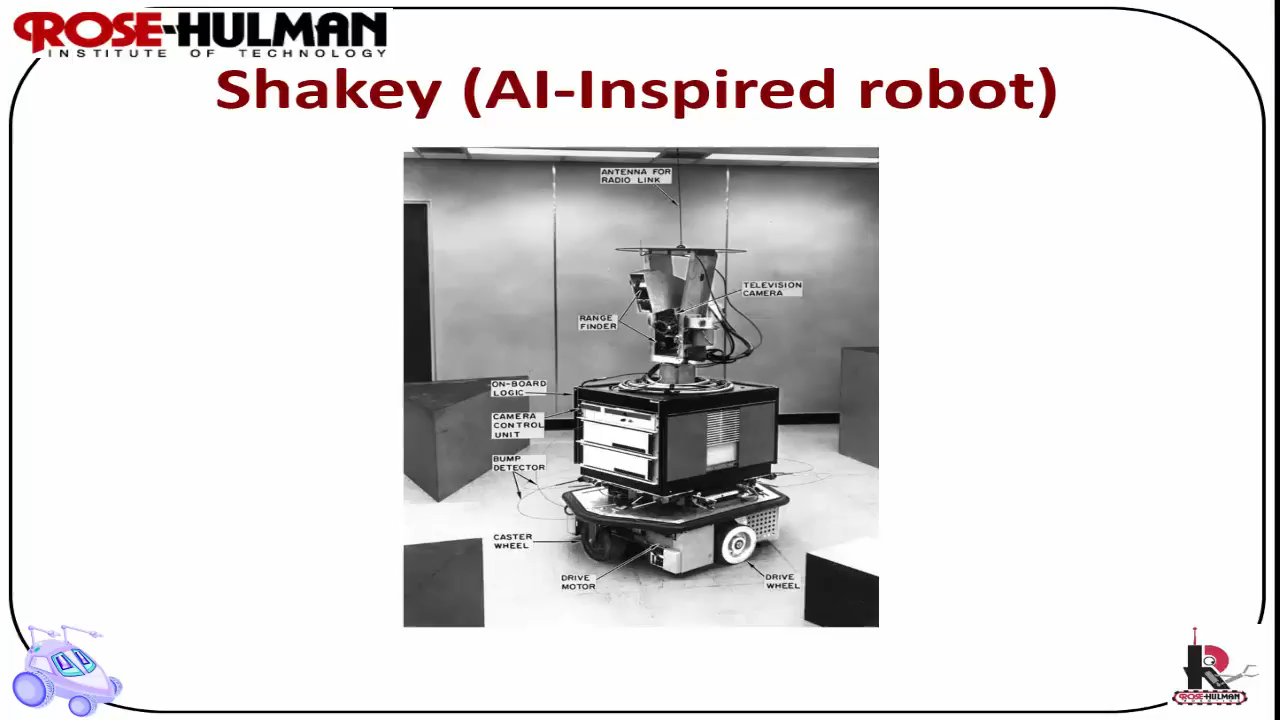 ROSE-HULMAN
INSTITUTE OF TECHNOLOGY
Shakey (AI-Inspired robot)
ANTENNA FOR
RADIO LINK
TELEVISION
CAMERA
RANGE
FINDER
ON-BOARD
LOGIC
CAMERA
CONTROL
UNIT
BUMP
DETECTOR
CASTER
WHEEL
DRIVE
MOTOR
DRIVE
WHEEL
R
ROSE-HULMAN